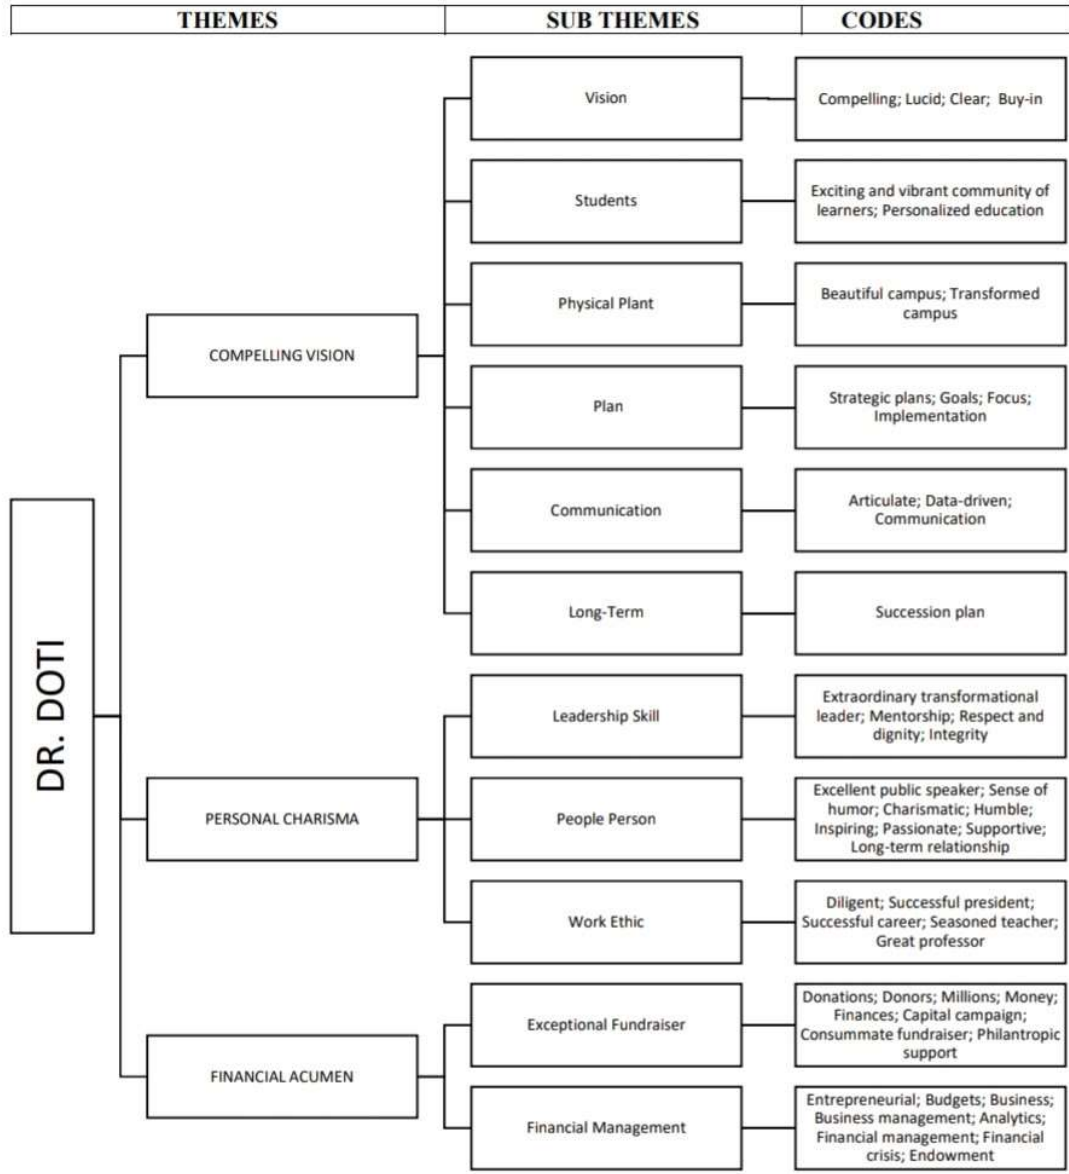 THEMES SUB THEMES CODES
DR. DOTI
COMPELLING VISION
Vision
Compelling; Lucid; Clear; Buy-in
Students
Exciting and vibrant community of
learners; Personalized education
Physical Plant
Beautiful campus; Transformed
campus
Plan
Strategic plans; Goals; Focus;
Implementation
Communication
Articulate; Data-driven;
Communication
Long-Term
Succession plan
PERSONAL CHARISMA
Leadership Skill
Extraordinary transformational
leader; Mentorship; Respect and
dignity; Integrity
People Person
Excellent public speaker; Sense of
humor; Charismatic; Humble;
Inspiring; Passionate; Supportive;
Long-term relationship
Work Ethic
Diligent; Successful president;
Successful career; Seasoned teacher;
Great professor
FINANCIAL ACUMEN
Exceptional Fundraiser
Donations; Donors; Millions; Money;
Finances; Capital campaign;
Consummate fundraiser; Philantropic
support
Financial Management
Entrepreneurial; Budgets; Business;
Business management; Analytics;
Financial management; Financial
crisis; Endowment